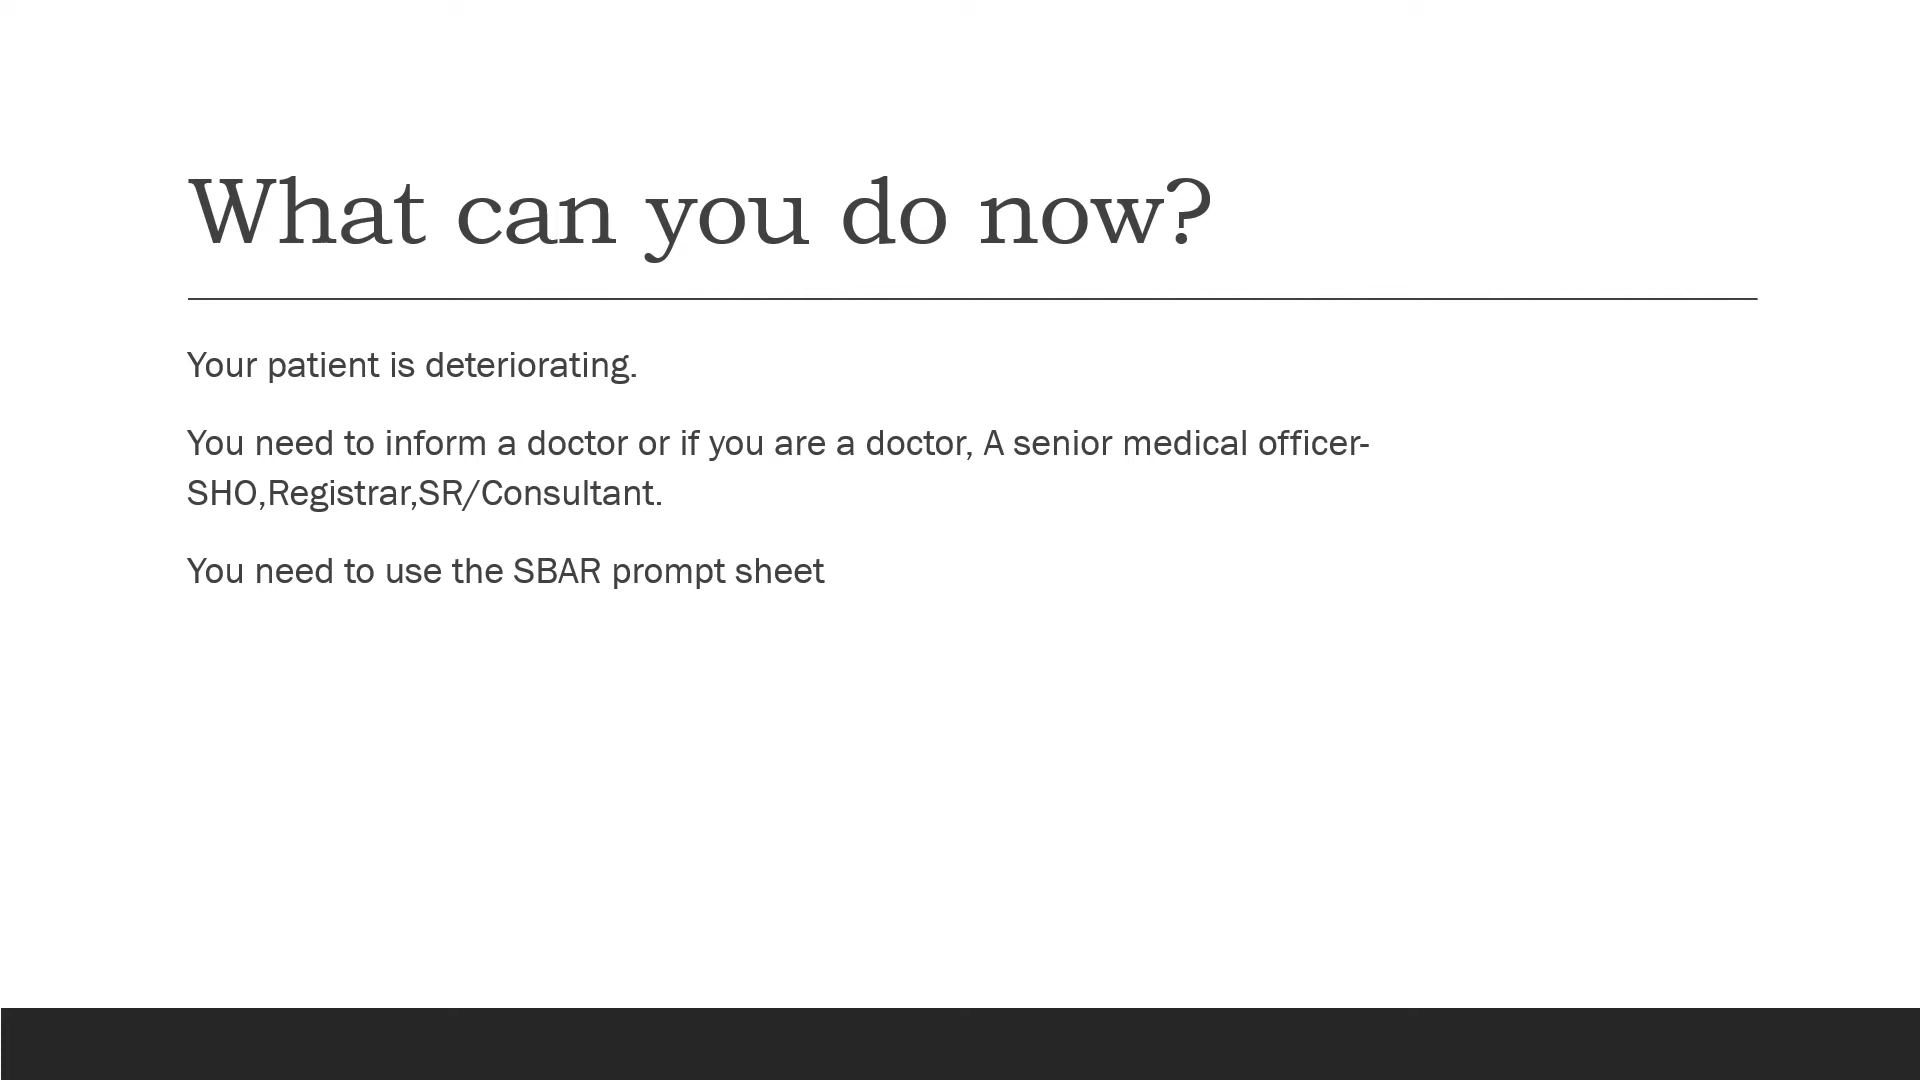 What can you do now?
Your patient is deteriorating.
You need to inform a doctor or if you are a doctor, A senior medical officer-
SHO,Registrar,SR/Consultant.
You need to use the SBAR prompt sheet